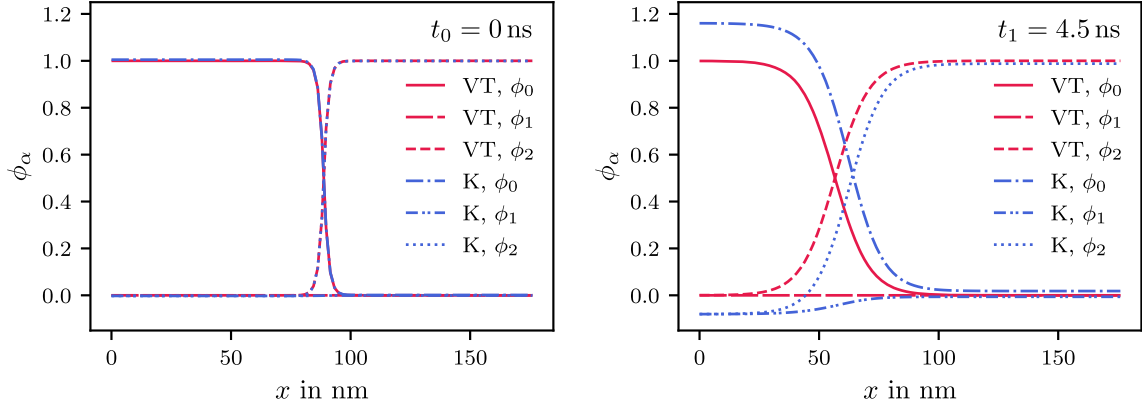 t₀ = 0 ns
1.2
1.0
0.8
0.6
0.4
0.2
0.0
ϕα
VT, ϕ₀
VT, ϕ₁
VT, ϕ₂
K, ϕ₀
K, ϕ₁
K, ϕ₂
0
50
100
150
x in nm
t₁ = 4.5 ns
1.2
1.0
0.8
0.6
0.4
0.2
0.0
ϕα
VT, ϕ₀
VT, ϕ₁
VT, ϕ₂
K, ϕ₀
K, ϕ₁
K, ϕ₂
0
50
100
150
x in nm